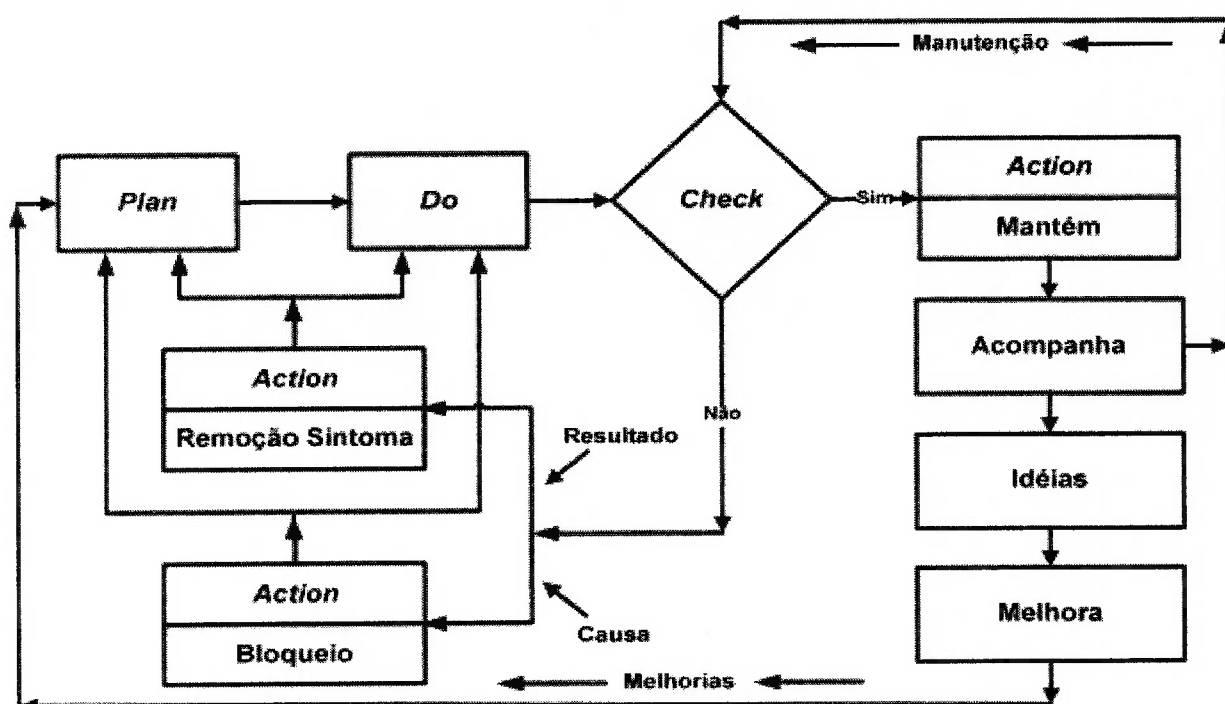 Manutenção
Plan
Do
Check
Sim
Action
Mantém
Acompanha
Action
Remoção Sintoma
Não
Resultado
Idéias
Action
Bloqueio
Causa
Melhora
Melhorias